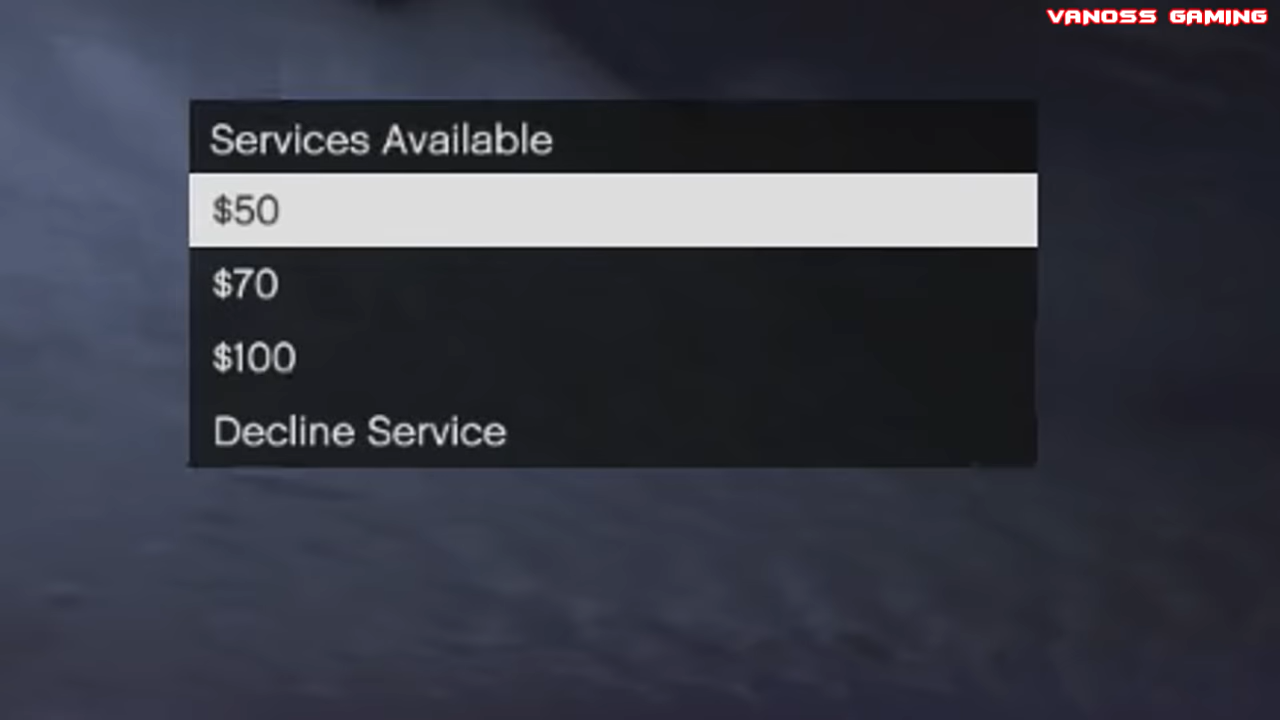 VANOSS GAMING
Services Available
$50
$70
$100
Decline Service